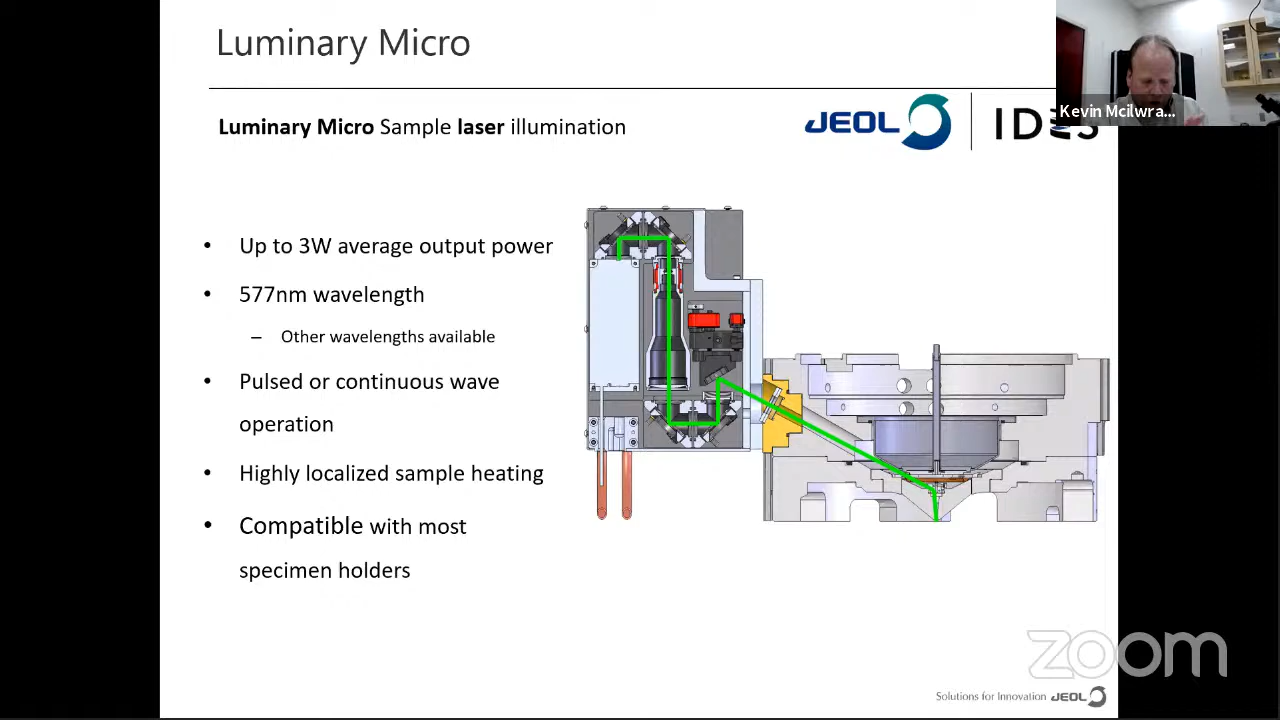 Luminary Micro
Kevin Mcilwra...
Luminary Micro Sample laser illumination
JEOL
IDES
• Up to 3W average output power
• 577nm wavelength
– Other wavelengths available
• Pulsed or continuous wave
operation
• Highly localized sample heating
• Compatible with most
specimen holders
zoom
Solutions for Innovation JEOL